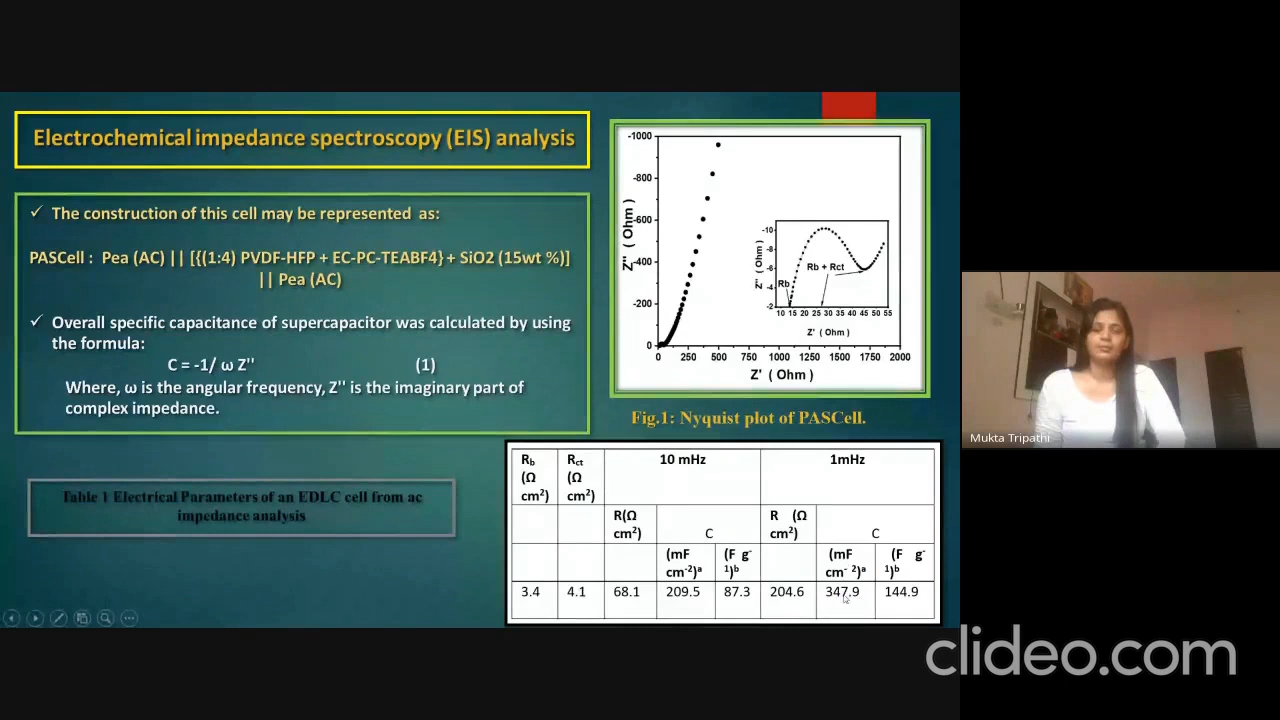 Electrochemical impedance spectroscopy (EIS) analysis
✓ The construction of this cell may be represented as:
PASCell : Pea (AC) || [{(1:4) PVDF-HFP + EC-PC-TEABF4} + SiO2 (15wt %)]
|| Pea (AC)
✓ Overall specific capacitance of supercapacitor was calculated by using
the formula:
C = -1/ ω Z'' (1)
Where, ω is the angular frequency, Z'' is the imaginary part of
complex impedance.
-1000
-800
-600
-400
-200
0
Z'' ( Ohm )
0 250 500 750 1000 1250 1500 1750 2000
Z' ( Ohm )
-10
-8
-6
-4
-2
Z'' ( Ohm )
Rb + Rct
Rb
10 15 20 25 30 35 40 45 50 55
Z' ( Ohm )
Fig.1: Nyquist plot of PASCell.
Table 1 Electrical Parameters of an EDLC cell from ac
impedance analysis
Rb (Ω cm²) Rct (Ω cm²) 10 mHz 1mHz
R(Ω cm²) C R (Ω cm²) C
(mF cm⁻²)ᵃ (F g⁻¹)ᵇ (mF cm⁻ ²)ᵃ (F g⁻¹)ᵇ
3.4 4.1 68.1 209.5 87.3 204.6 347.9 144.9
Mukta Tripathi
clideo.com